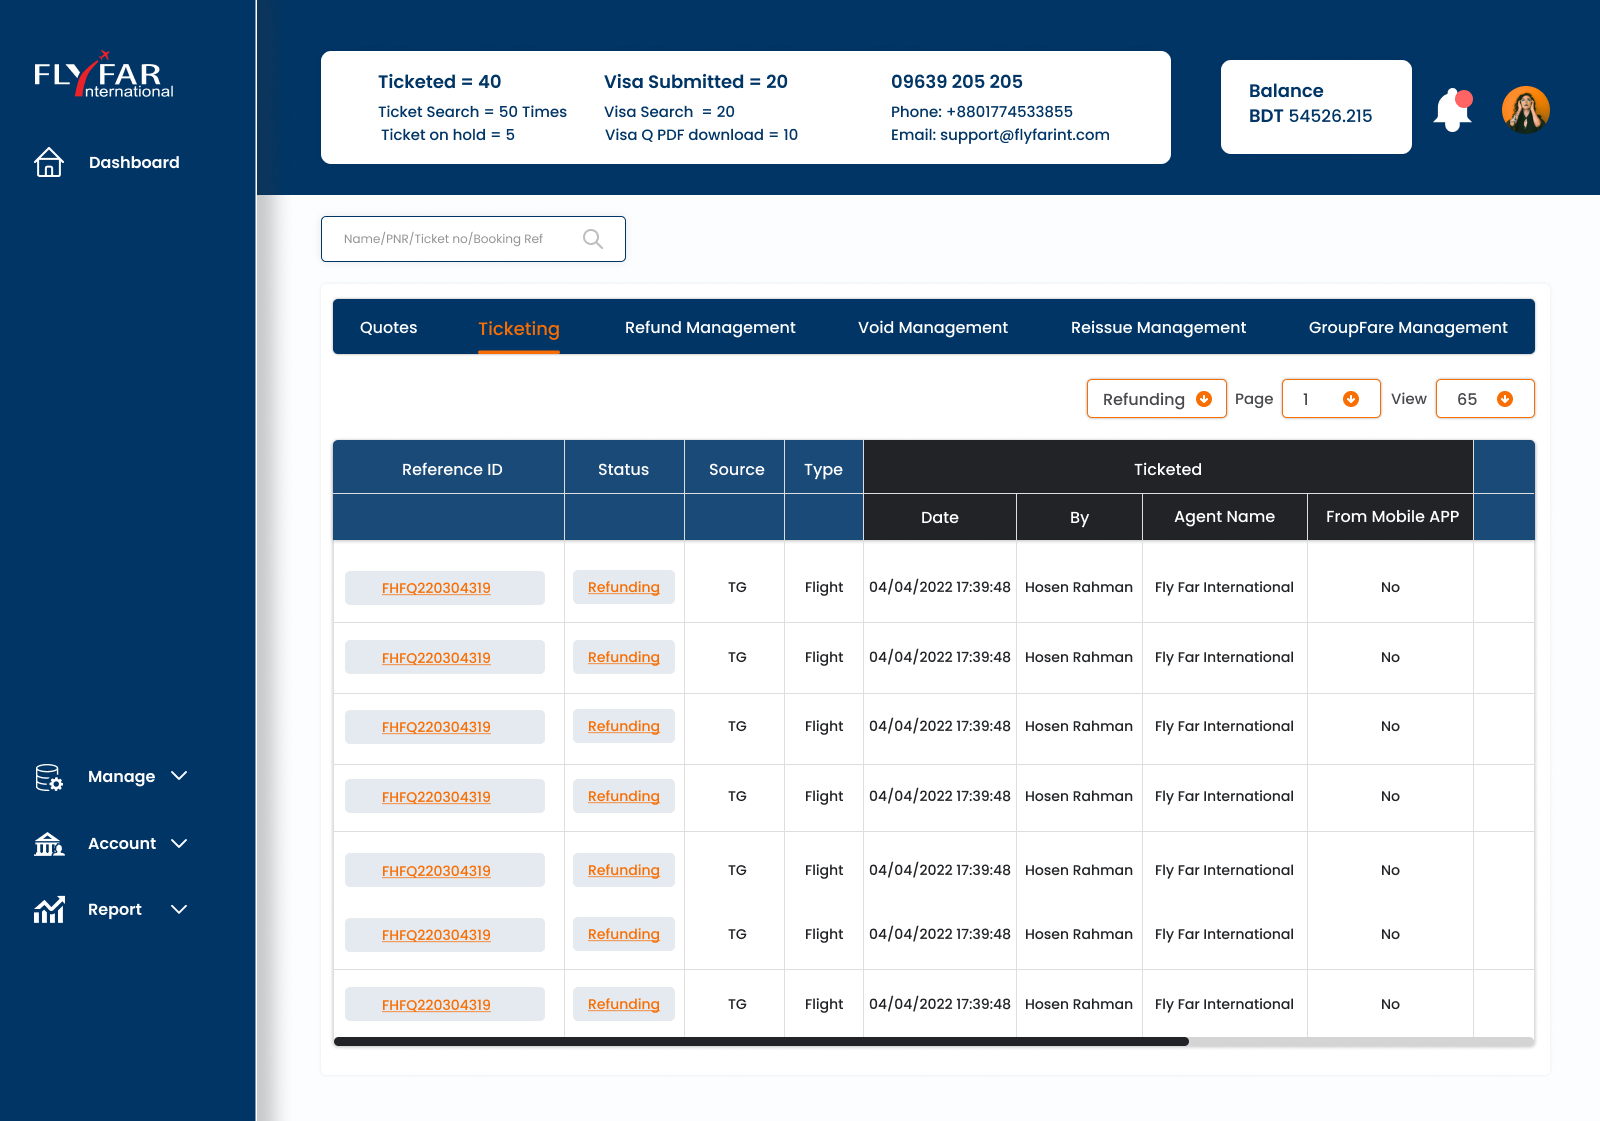 FLYFAR
International
Dashboard
Manage
Account
Report
Ticketed = 40
Ticket Search = 50 Times
Ticket on hold = 5
Visa Submitted = 20
Visa Search = 20
Visa Q PDF download = 10
09639 205 205
Phone: +8801774533855
Email: support@flyfarint.com
Balance
BDT 54526.215
Name/PNR/Ticket no/Booking Ref
Quotes Ticketing Refund Management Void Management Reissue Management GroupFare Management
Refunding Page 1 View 65
Reference ID Status Source Type Ticketed
Date By Agent Name From Mobile APP
FHFQ220304319 Refunding TG Flight 04/04/2022 17:39:48 Hosen Rahman Fly Far International No
FHFQ220304319 Refunding TG Flight 04/04/2022 17:39:48 Hosen Rahman Fly Far International No
FHFQ220304319 Refunding TG Flight 04/04/2022 17:39:48 Hosen Rahman Fly Far International No
FHFQ220304319 Refunding TG Flight 04/04/2022 17:39:48 Hosen Rahman Fly Far International No
FHFQ220304319 Refunding TG Flight 04/04/2022 17:39:48 Hosen Rahman Fly Far International No
FHFQ220304319 Refunding TG Flight 04/04/2022 17:39:48 Hosen Rahman Fly Far International No
FHFQ220304319 Refunding TG Flight 04/04/2022 17:39:48 Hosen Rahman Fly Far International No